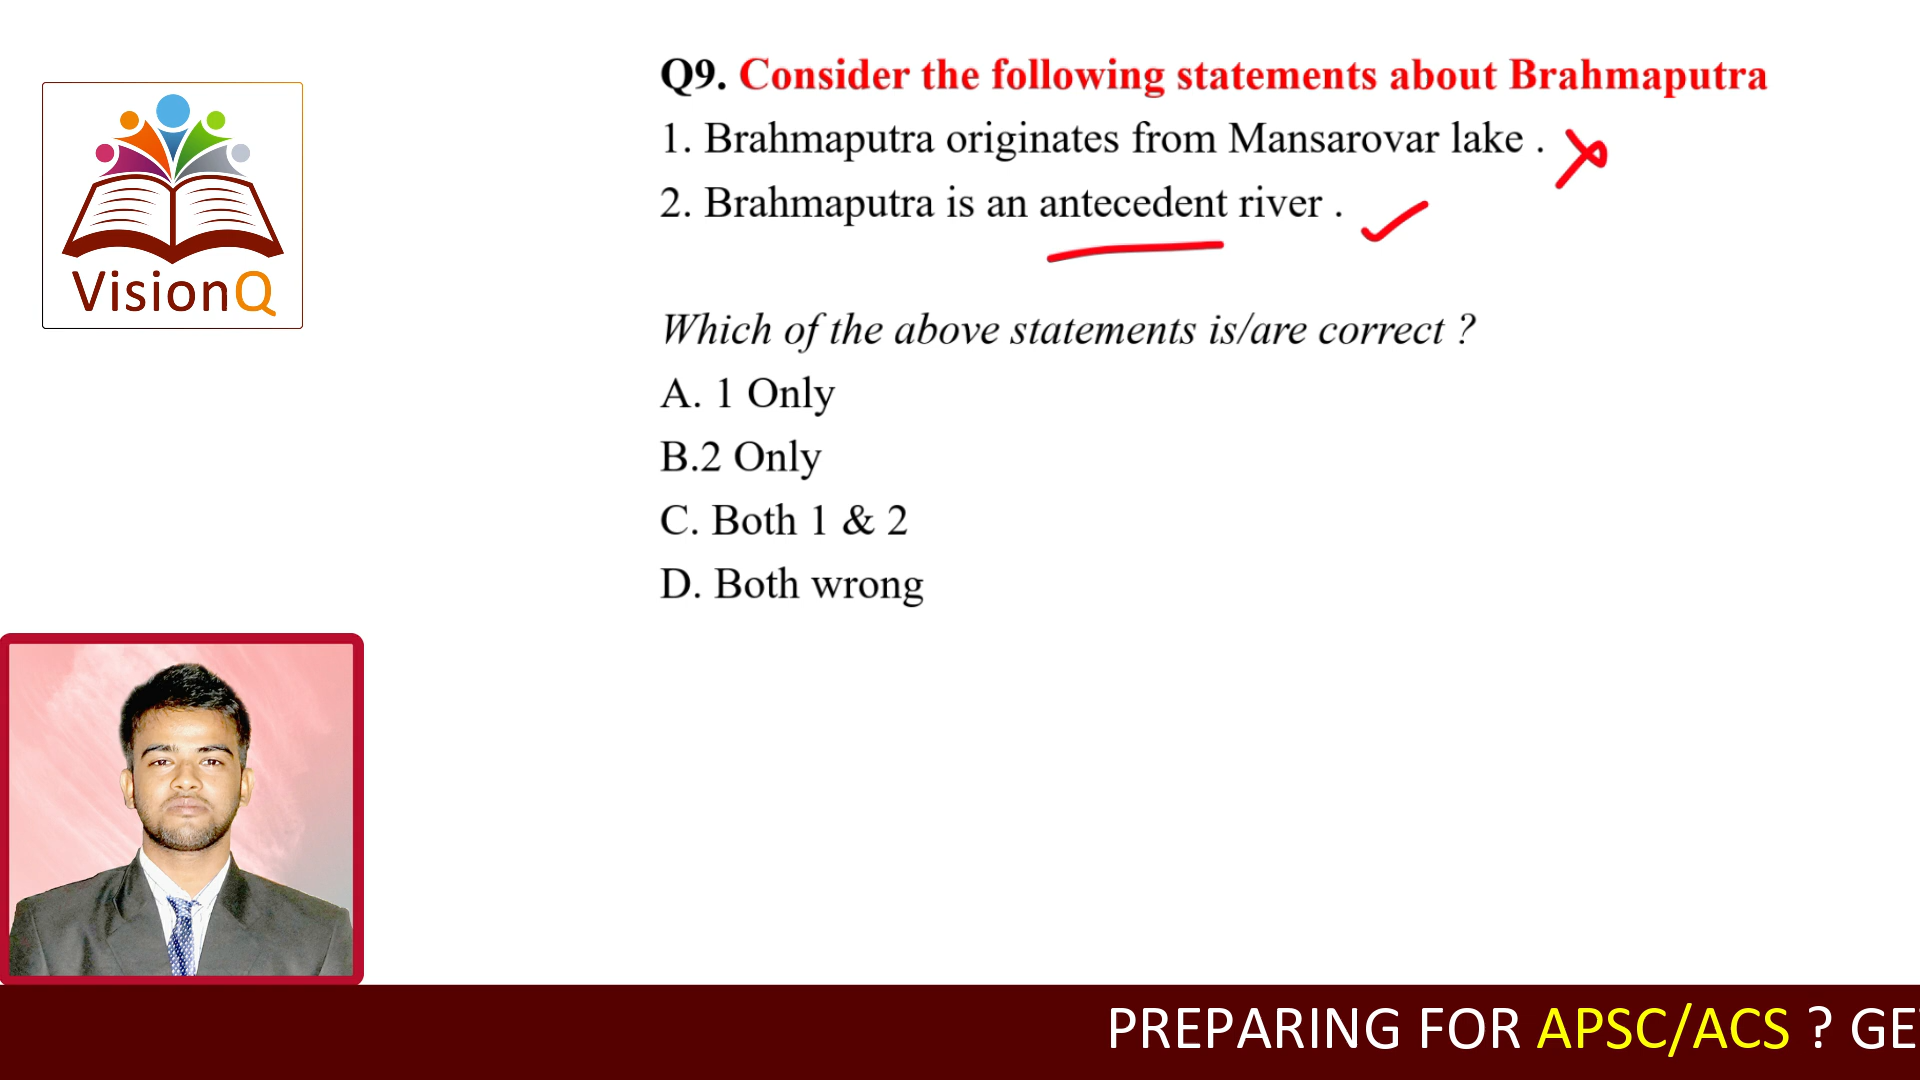 VisionQ
Q9. Consider the following statements about Brahmaputra
1. Brahmaputra originates from Mansarovar lake .
2. Brahmaputra is an antecedent river .
Which of the above statements is/are correct ?
A. 1 Only
B.2 Only
C. Both 1 & 2
D. Both wrong
PREPARING FOR APSC/ACS ? GE